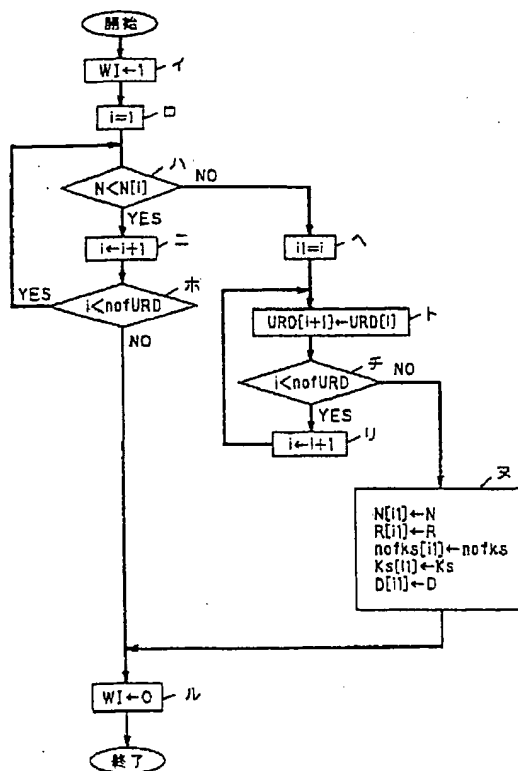 開始
WI←1 イ
i=1 ロ
N<N[i] ハ
NO
YES
i←i+1 ニ
i<nofURD ホ
YES
NO
i1=i ヘ
URD[i+1]←URD[i] ト
i<nofURD チ
NO
YES
i←i+1 リ
ヌ
N[i1]←N
R[i1]←R
nofks[i1]←nofks
Ks[i1]←Ks
D[i1]←D
WI←0 ル
終了